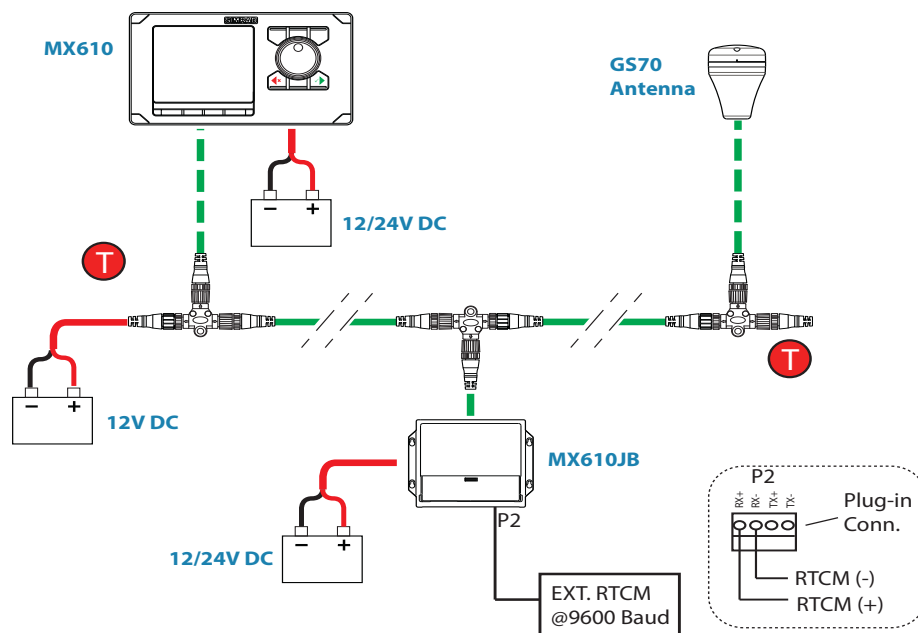 SIMRAD
MX610
GS70
Antenna
12/24V DC
T
T
12V DC
MX610JB
P2
12/24V DC
EXT. RTCM
@9600 Baud
P2
RX+
RX-
TX+
TX-
Plug-in
Conn.
RTCM (-)
RTCM (+)